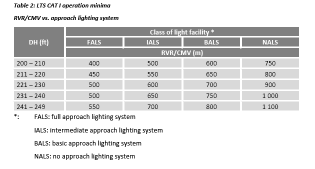 Table 2: LTS CAT I operation minima
RVR/CMV vs. approach lighting system
DH (ft) Class of light facility *
FALS IALS BALS NALS
RVR/CMV (m)
200 – 210 400 500 600 750
211 – 220 450 550 650 800
221 – 230 500 600 700 900
231 – 240 500 650 750 1 000
241 – 249 550 700 800 1 100
*: FALS: full approach lighting system
IALS: intermediate approach lighting system
BALS: basic approach lighting system
NALS: no approach lighting system